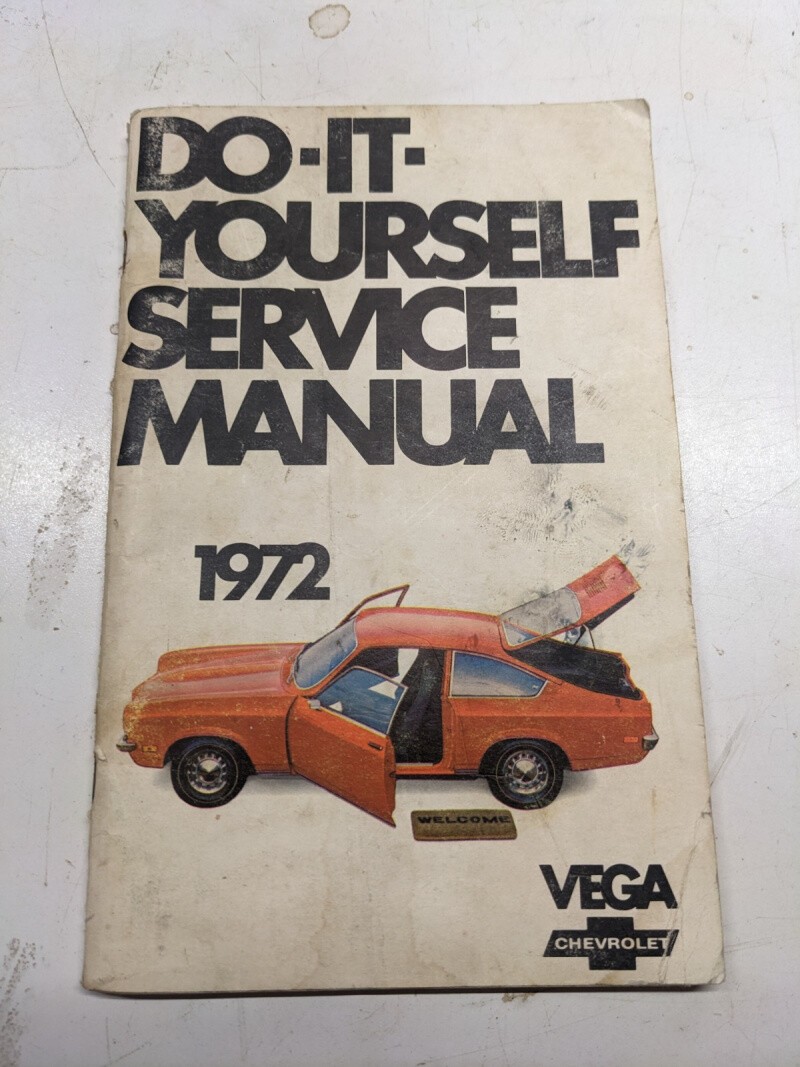 DO-IT-
YOURSELF
SERVICE
MANUAL
1972
WELCOME
VEGA
CHEVROLET